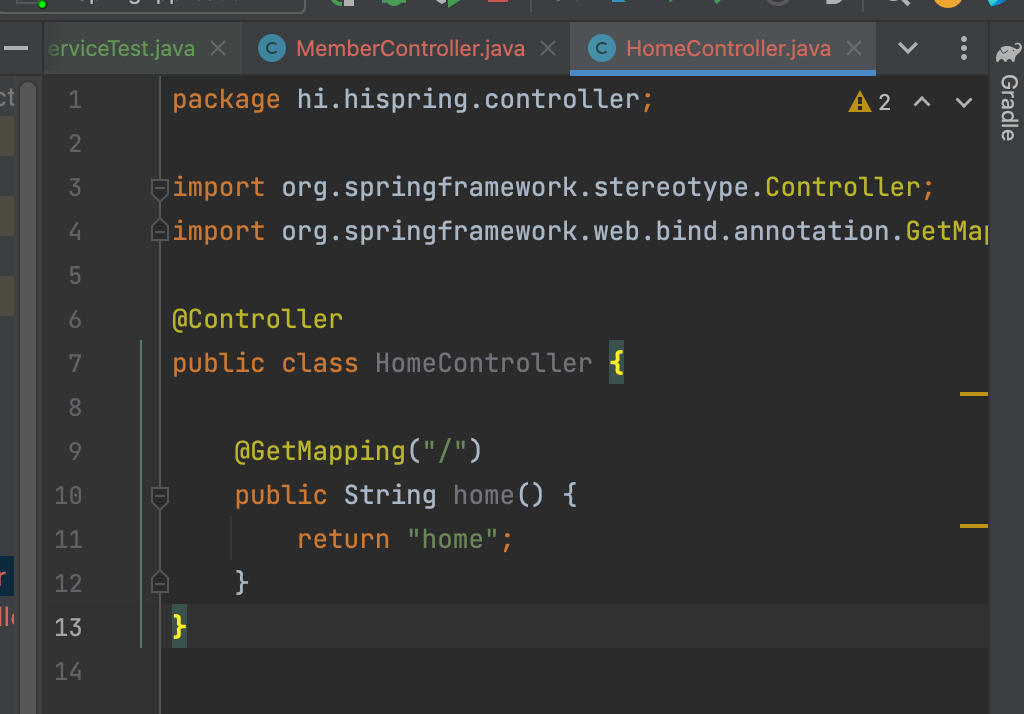 erviceTest.java MemberController.java HomeController.java
1 package hi.hispring.controller; 2
2
3 import org.springframework.stereotype.Controller;
4 import org.springframework.web.bind.annotation.GetMap
5
6 @Controller
7 public class HomeController {
8
9 @GetMapping("/")
10 public String home() {
11 return "home";
12 }
13 }
14
Gradle